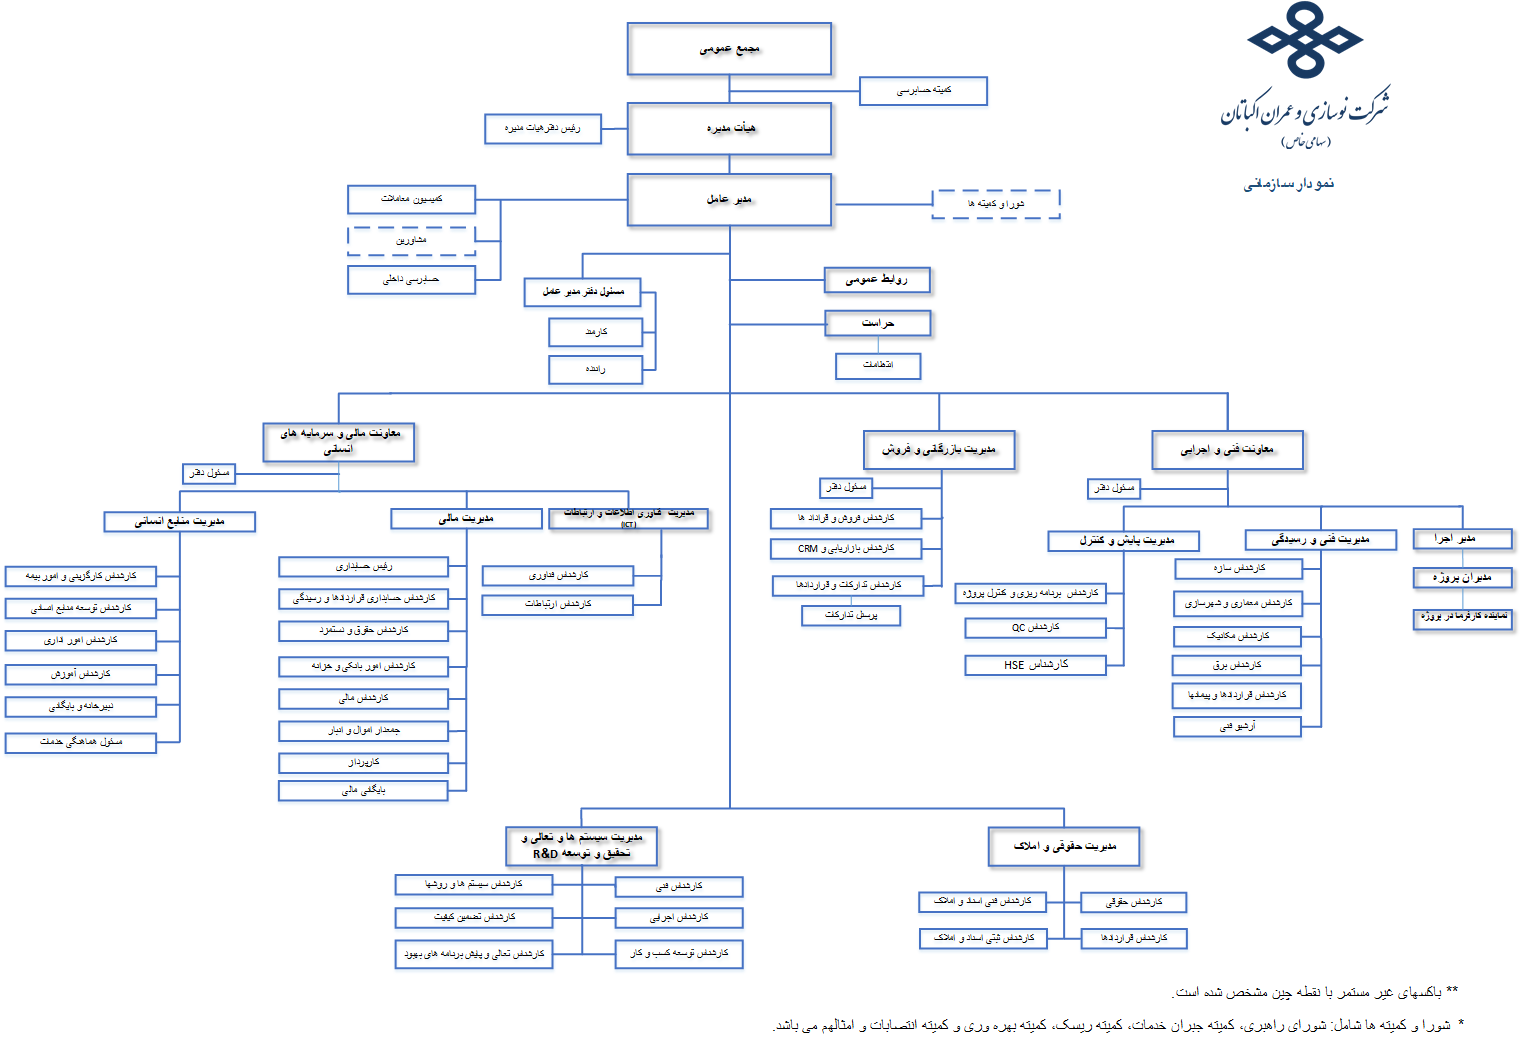 شرکت نوسازی و عمران اکباتان
(سهامی خاص)
نمودار سازمانی
مجمع عمومی
کمیته حسابرسی
هیأت مدیره
رئیس دفتر هیات مدیره
مدیر عامل
شورا و کمیته ها
کمیسیون معاملات
مشاورین
حسابرسی داخلی
مسئول دفتر مدیر عامل
کارمند
راننده
روابط عمومی
حراست
انتظامات
معاونت فنی و اجرایی
مسئول دفتر
مدیر اجرا
مدیران پروژه
نماینده کارفرما در پروژه
مدیریت فنی و رسیدگی
کارشناس سازه
کارشناس معماری و شهرسازی
کارشناس مکانیک
کارشناس برق
کارشناس قراردادها و پیمانها
آرشیو فنی
مدیریت پایش و کنترل
کارشناس برنامه ریزی و کنترل پروژه
کارشناس QC
کارشناس HSE
مدیریت بازرگانی و فروش
مسئول دفتر
کارشناس فروش و قراداد ها
کارشناس بازاریابی و CRM
کارشناس تدارکات و قراردادها
پرسنل تدارکات
معاونت مالی و سرمایه های
انسانی
مسئول دفتر
مدیریت فناوری اطلاعات و ارتباطات
(ICT)
کارشناس فناوری
کارشناس ارتباطات
مدیریت مالی
رئیس حسابداری
کارشناس حسابداری قراردادها و رسیدگی
کارشناس حقوق و دستمزد
کارشناس امور بانکی و خزانه
کارشناس مالی
جمعدار اموال و انبار
کارپرداز
بایگانی مالی
مدیریت منابع انسانی
کارشناس کارگزینی و امور بیمه
کارشناس توسعه منابع انسانی
کارشناس امور اداری
کارشناس آموزش
دبیرخانه و بایگانی
مسئول هماهنگی خدمات
مدیریت حقوقی و املاک
کارشناس حقوقی
کارشناس فنی اسناد و املاک
کارشناس قراردادها
کارشناس ثبتی اسناد و املاک
مدیریت سیستم ها و تعالی و
تحقیق و توسعه R&D
کارشناس فنی
کارشناس سیستم ها و روشها
کارشناس اجرایی
کارشناس تضمین کیفیت
کارشناس توسعه کسب و کار
کارشناس تعالی و پایش برنامه های بهبود
** باکسهای غیر مستمر با نقطه چین مشخص شده است.
* شورا و کمیته ها شامل: شورای راهبری، کمیته جبران خدمات، کمیته ریسک، کمیته بهره وری و کمیته انتصابات و امثالهم می باشد.